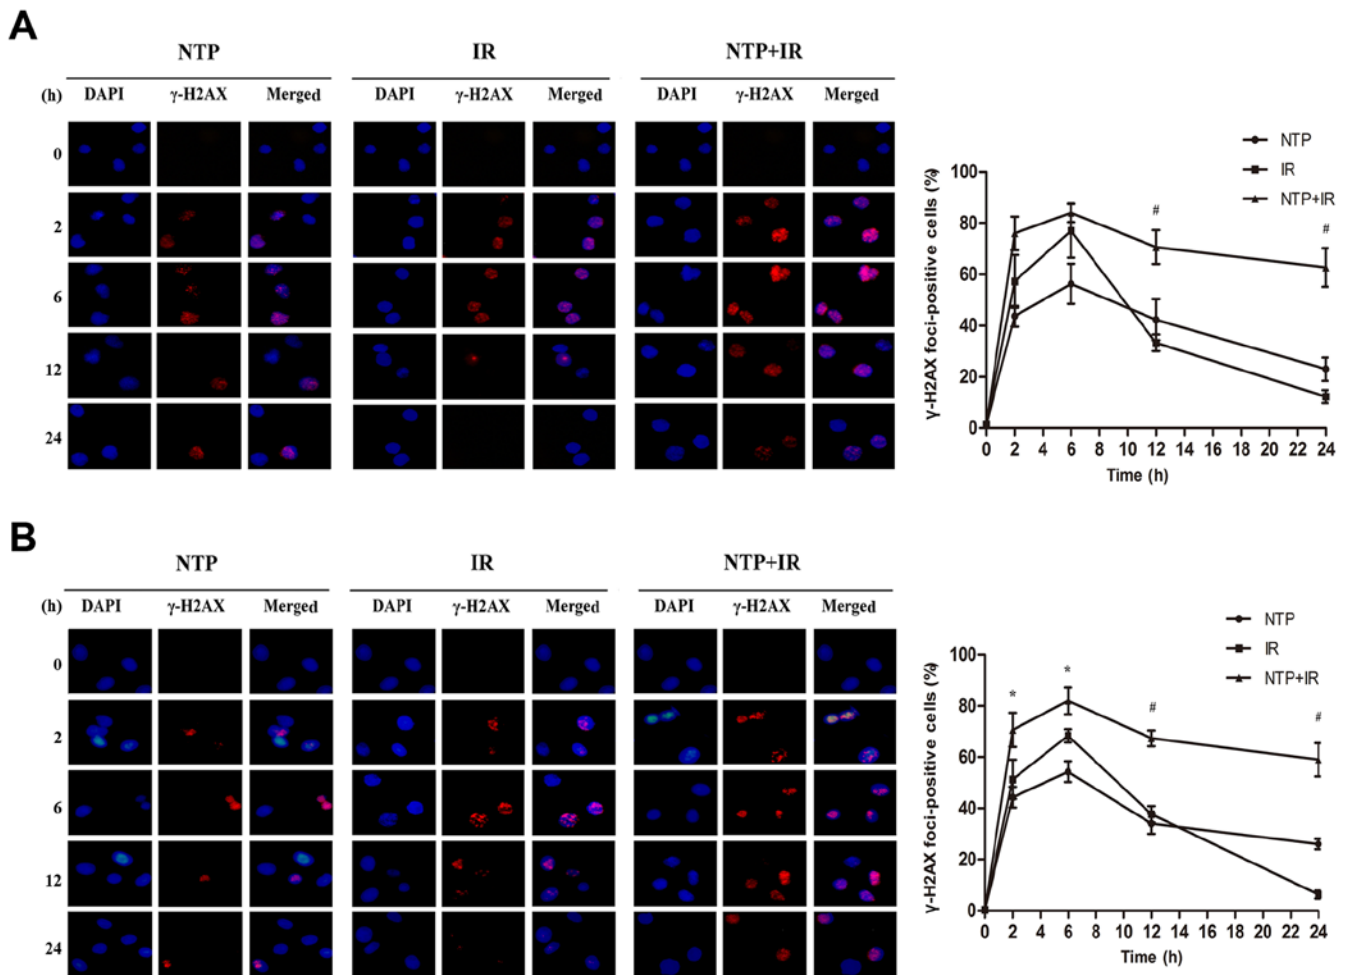 A
NTP IR NTP+IR
(h) DAPI γ-H2AX Merged DAPI γ-H2AX Merged DAPI γ-H2AX Merged
0
2
6
12
24
NTP
IR
NTP+IR
γ-H2AX foci-positive cells (%)
100
80
60
40
20
0
# #
0 2 4 6 8 10 12 14 16 18 20 22 24
Time (h)
B
NTP IR NTP+IR
(h) DAPI γ-H2AX Merged DAPI γ-H2AX Merged DAPI γ-H2AX Merged
0
2
6
12
24
NTP
IR
NTP+IR
γ-H2AX foci-positive cells (%)
100
80
60
40
20
0
* * # #
0 2 4 6 8 10 12 14 16 18 20 22 24
Time (h)